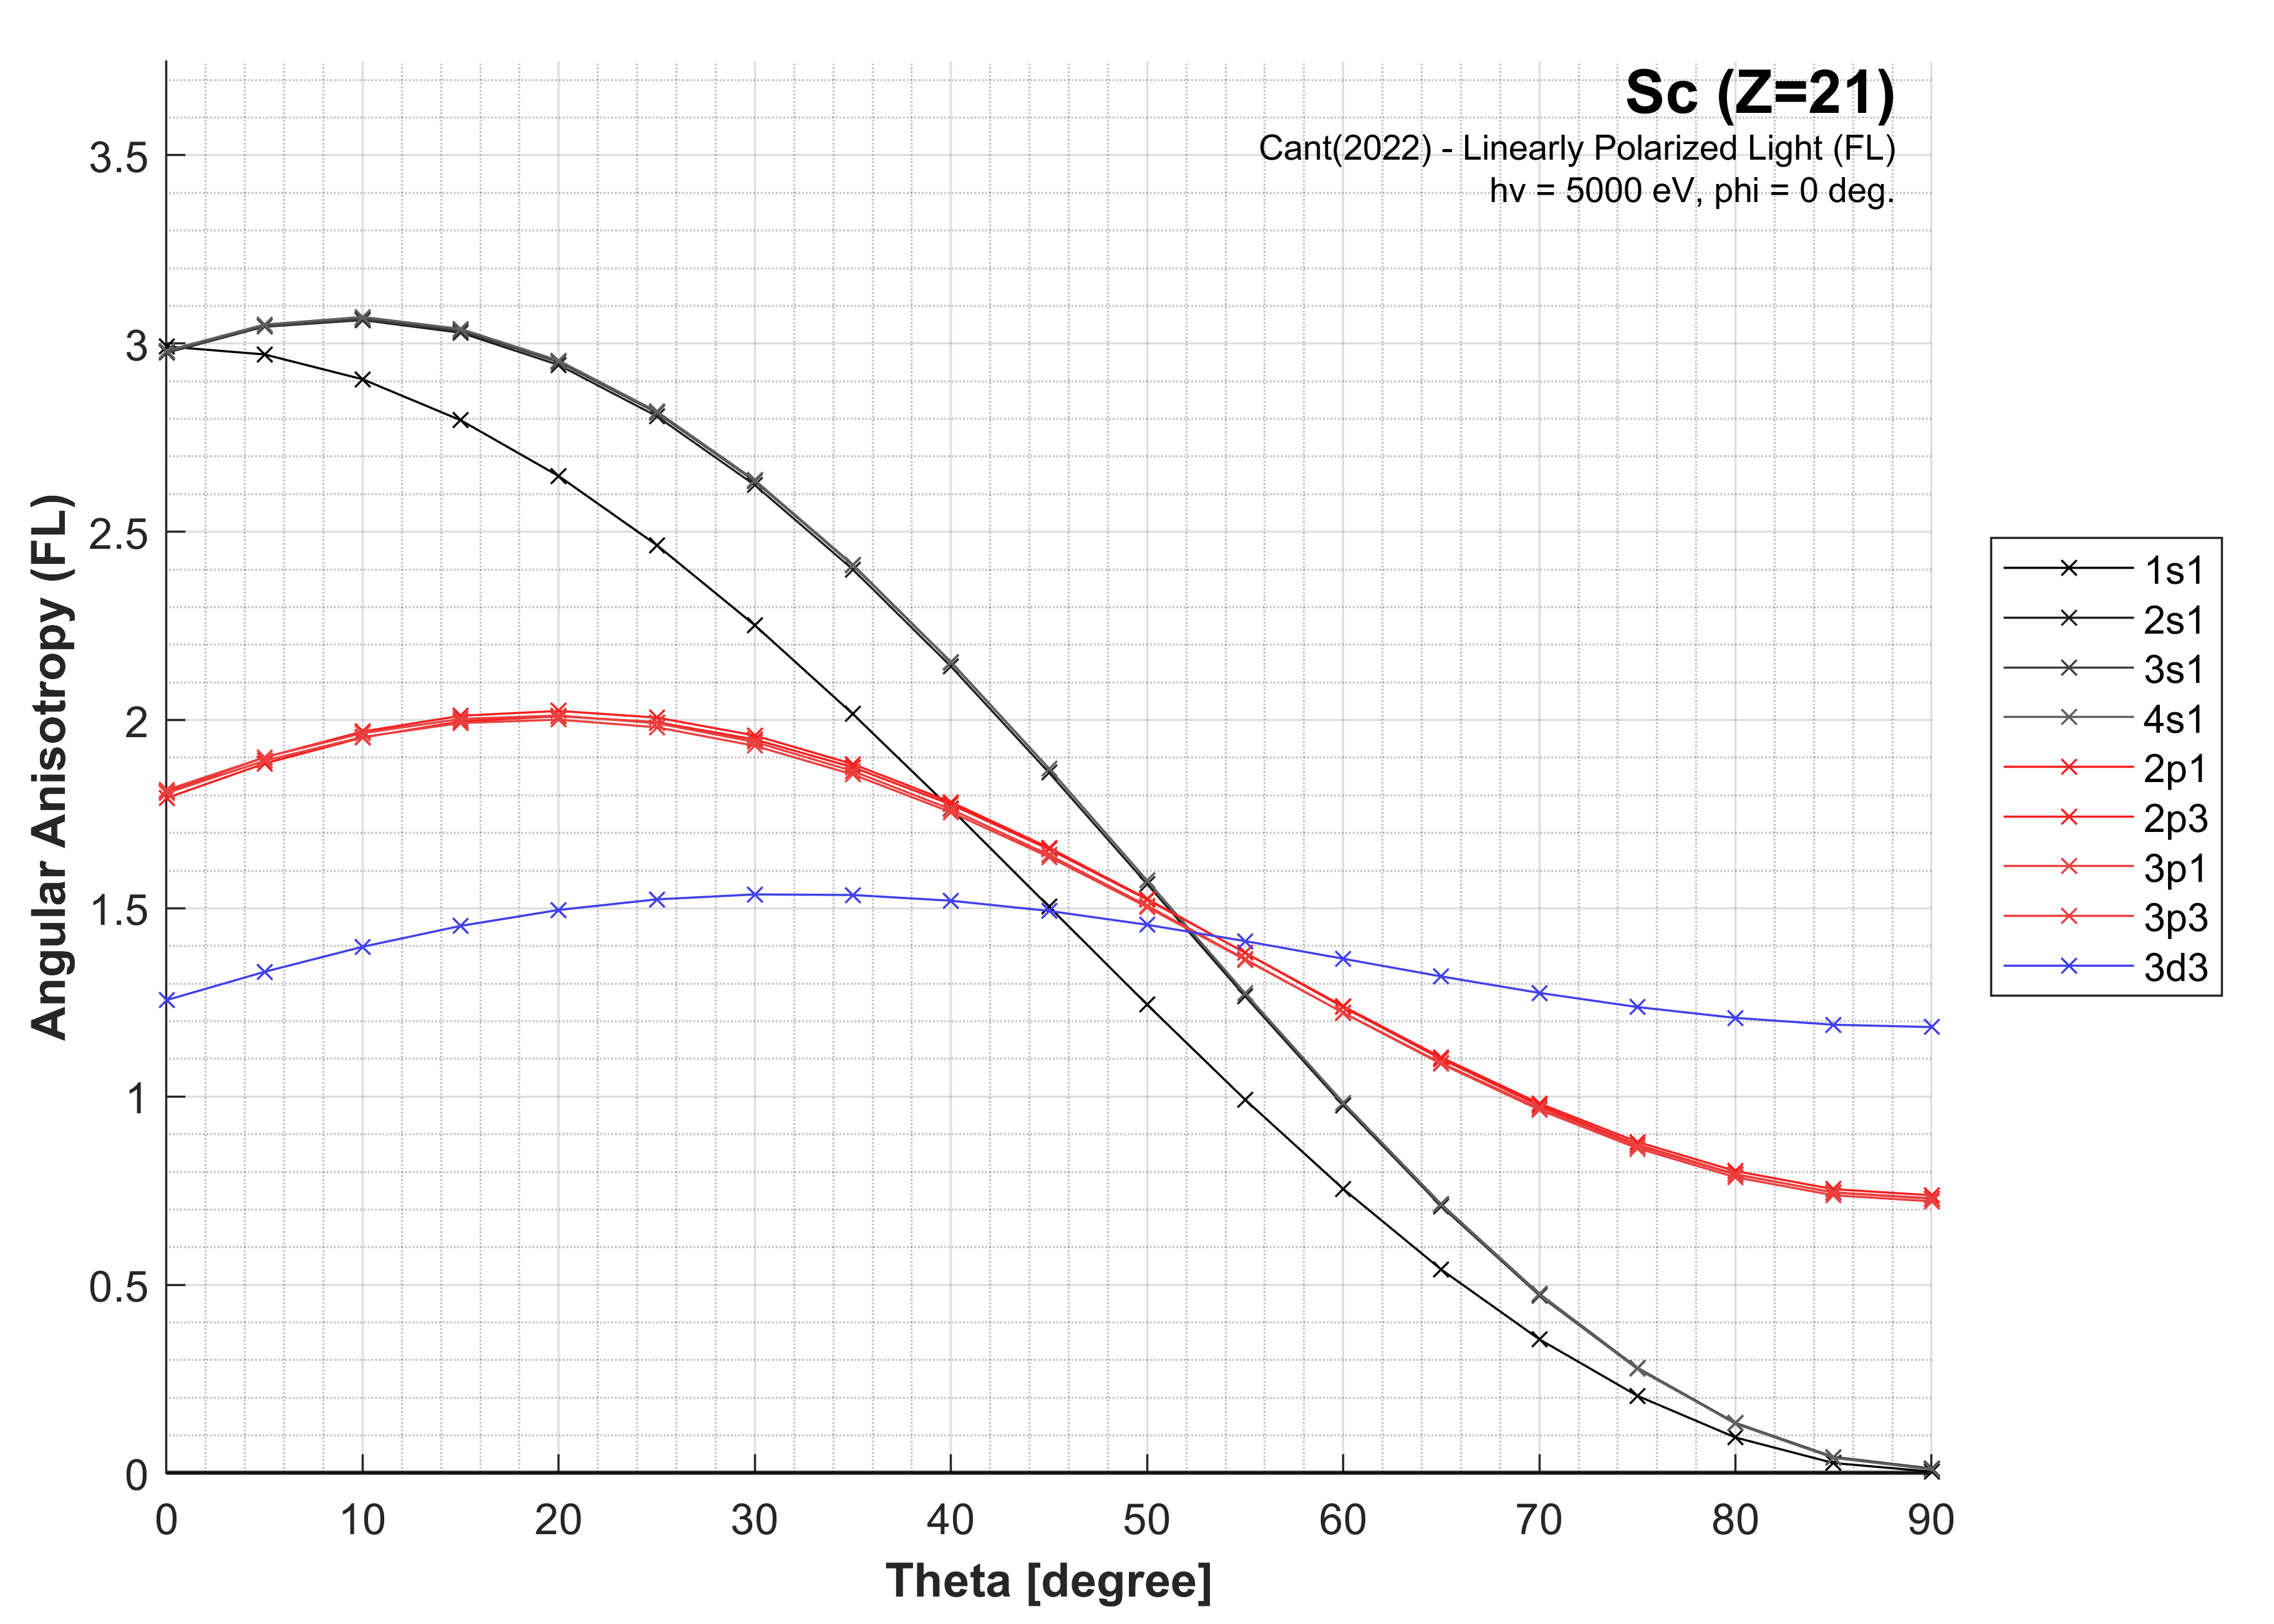 Sc (Z=21)
Cant(2022) - Linearly Polarized Light (FL)
hv = 5000 eV, phi = 0 deg.
Angular Anisotropy (FL)
3.5
3
2.5
2
1.5
1
0.5
0
0 10 20 30 40 50 60 70 80 90
Theta [degree]
1s1
2s1
3s1
4s1
2p1
2p3
3p1
3p3
3d3